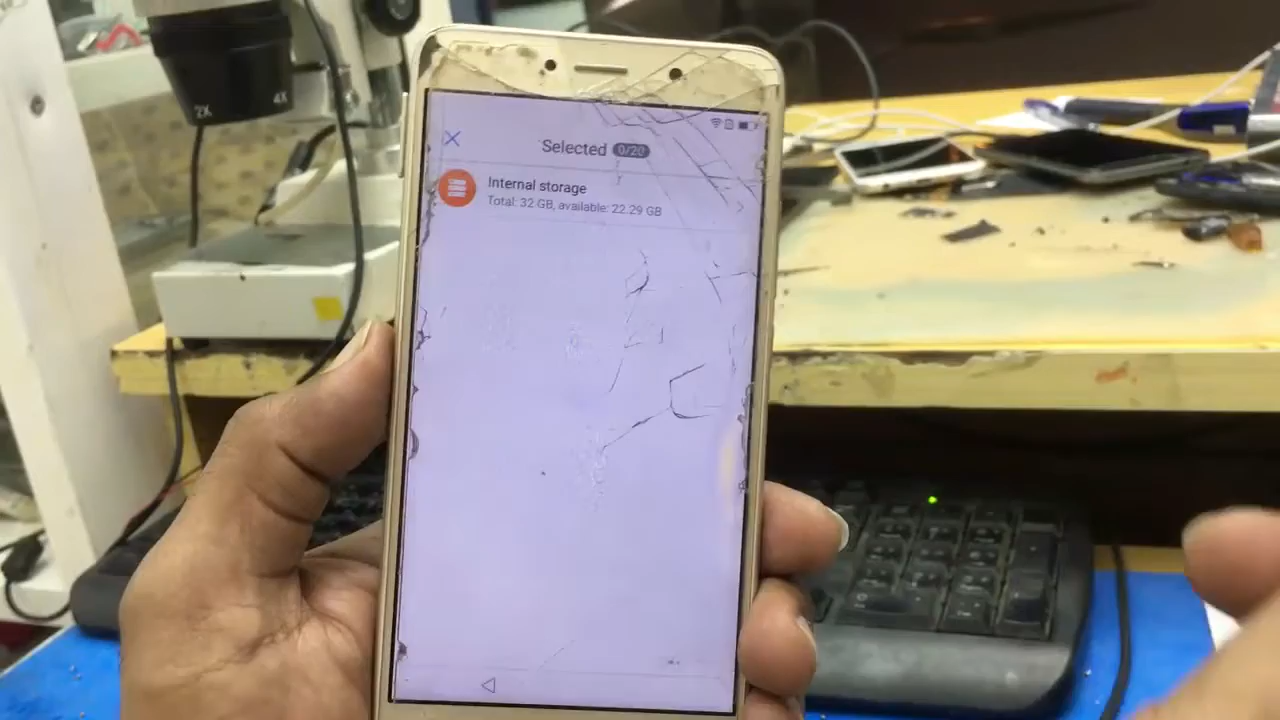 2X 4X
Selected 0/20
Internal storage
Total: 32 GB, available: 22.29 GB